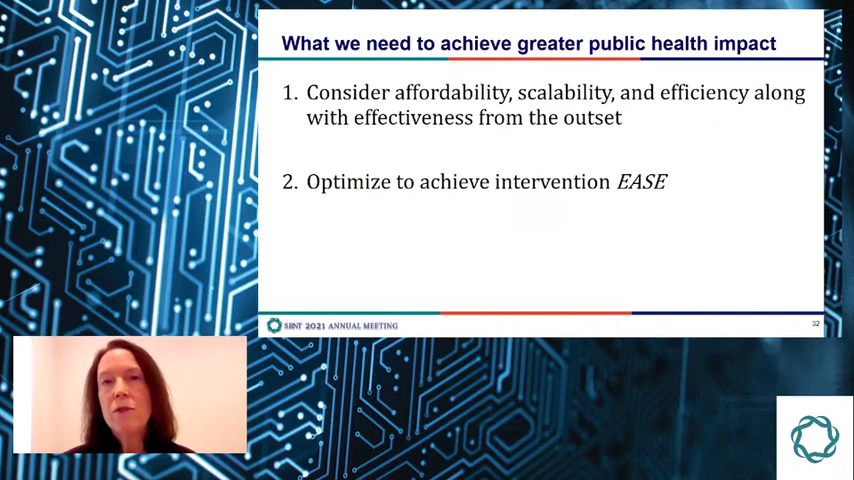 What we need to achieve greater public health impact
1. Consider affordability, scalability, and efficiency along
with effectiveness from the outset
2. Optimize to achieve intervention EASE
SRNT 2021 ANNUAL MEETING
32